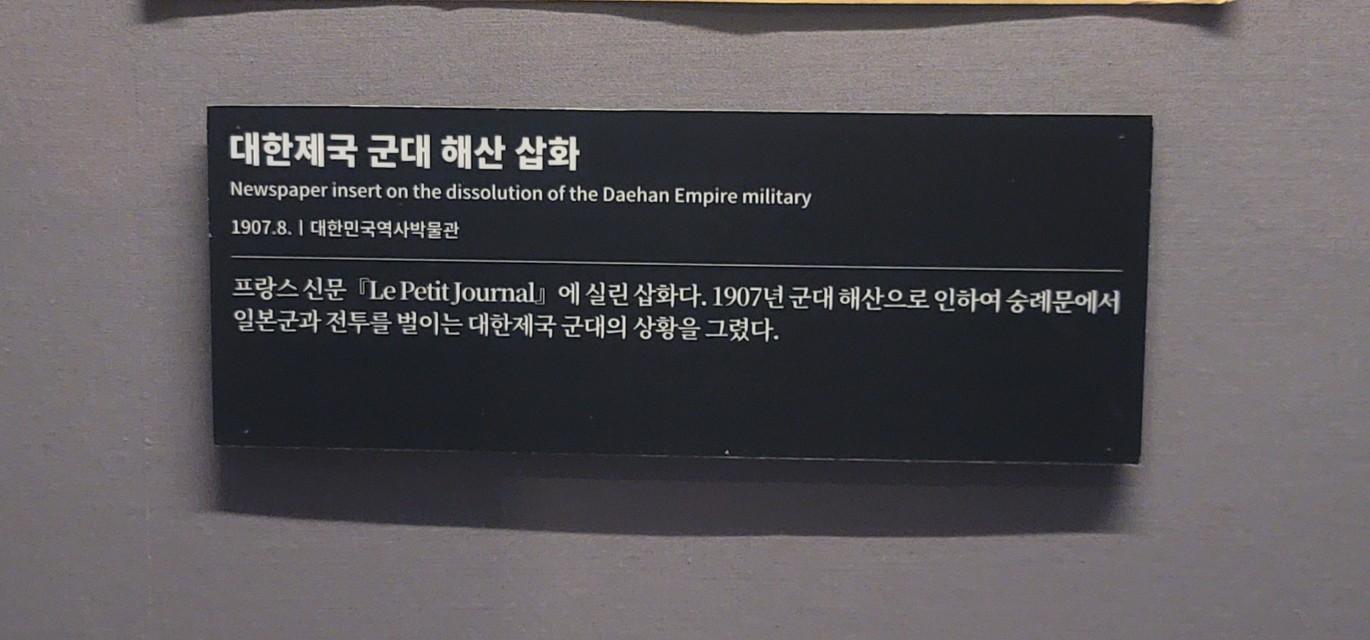 대한제국 군대 해산 삽화
Newspaper insert on the dissolution of the Daehan Empire military
1907.8. | 대한민국역사박물관
프랑스 신문『Le Petit Journal』에 실린 삽화다. 1907년 군대 해산으로 인하여 숭례문에서
일본군과 전투를 벌이는 대한제국 군대의 상황을 그렸다.